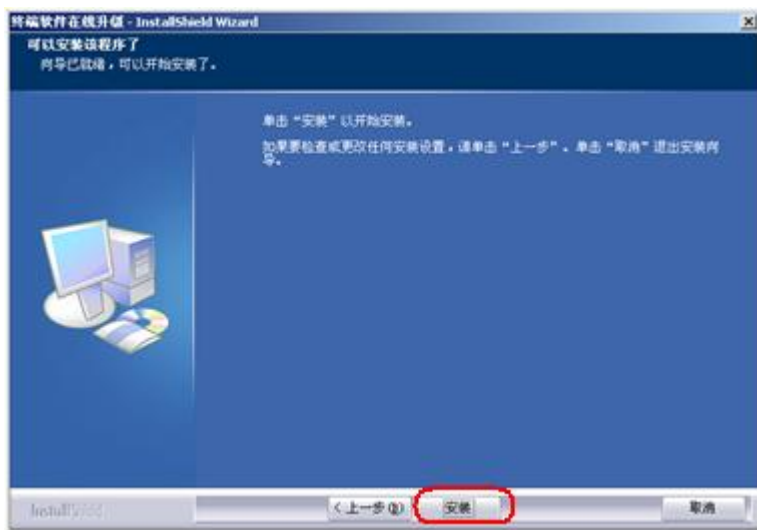 终端软件在线升级 - InstallShield Wizard
可以安装该程序了
向导已就绪，可以开始安装了。
单击“安装”以开始安装。
如果要检查或更改任何安装设置，请单击“上一步”。单击“取消”退出安装向
导。
InstallShield
< 上一步(B)
安装
取消